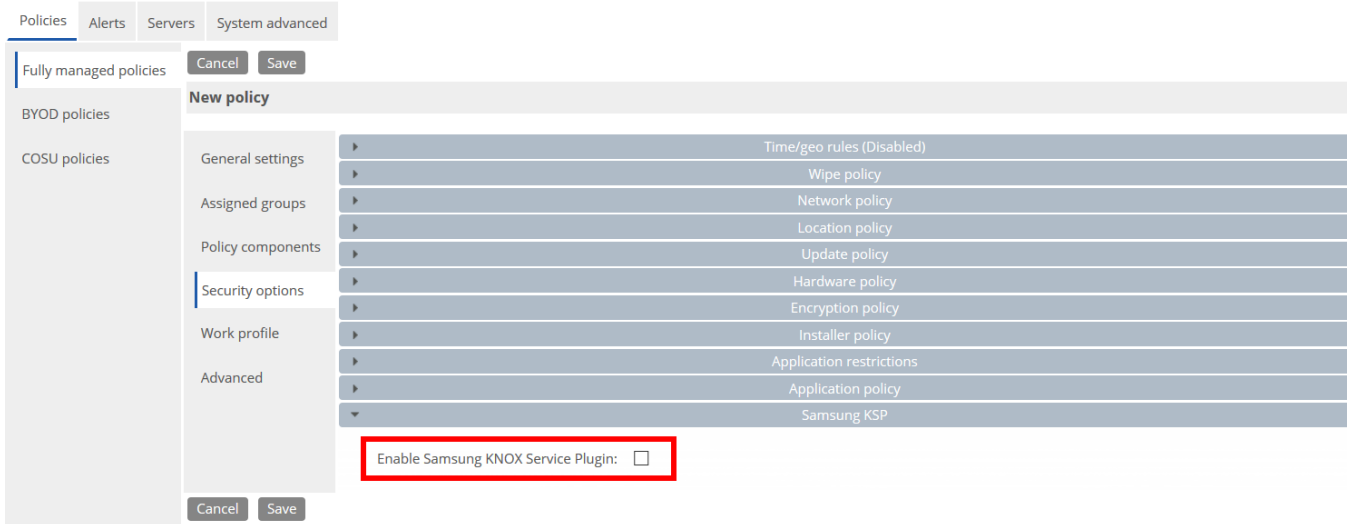 Policies Alerts Servers System advanced
Fully managed policies
BYOD policies
COSU policies
Cancel Save
New policy
General settings
Assigned groups
Policy components
Security options
Work profile
Advanced
Time/geo rules (Disabled)
Wipe policy
Network policy
Location policy
Update policy
Hardware policy
Encryption policy
Installer policy
Application restrictions
Application policy
Samsung KSP
Enable Samsung KNOX Service Plugin:
Cancel Save